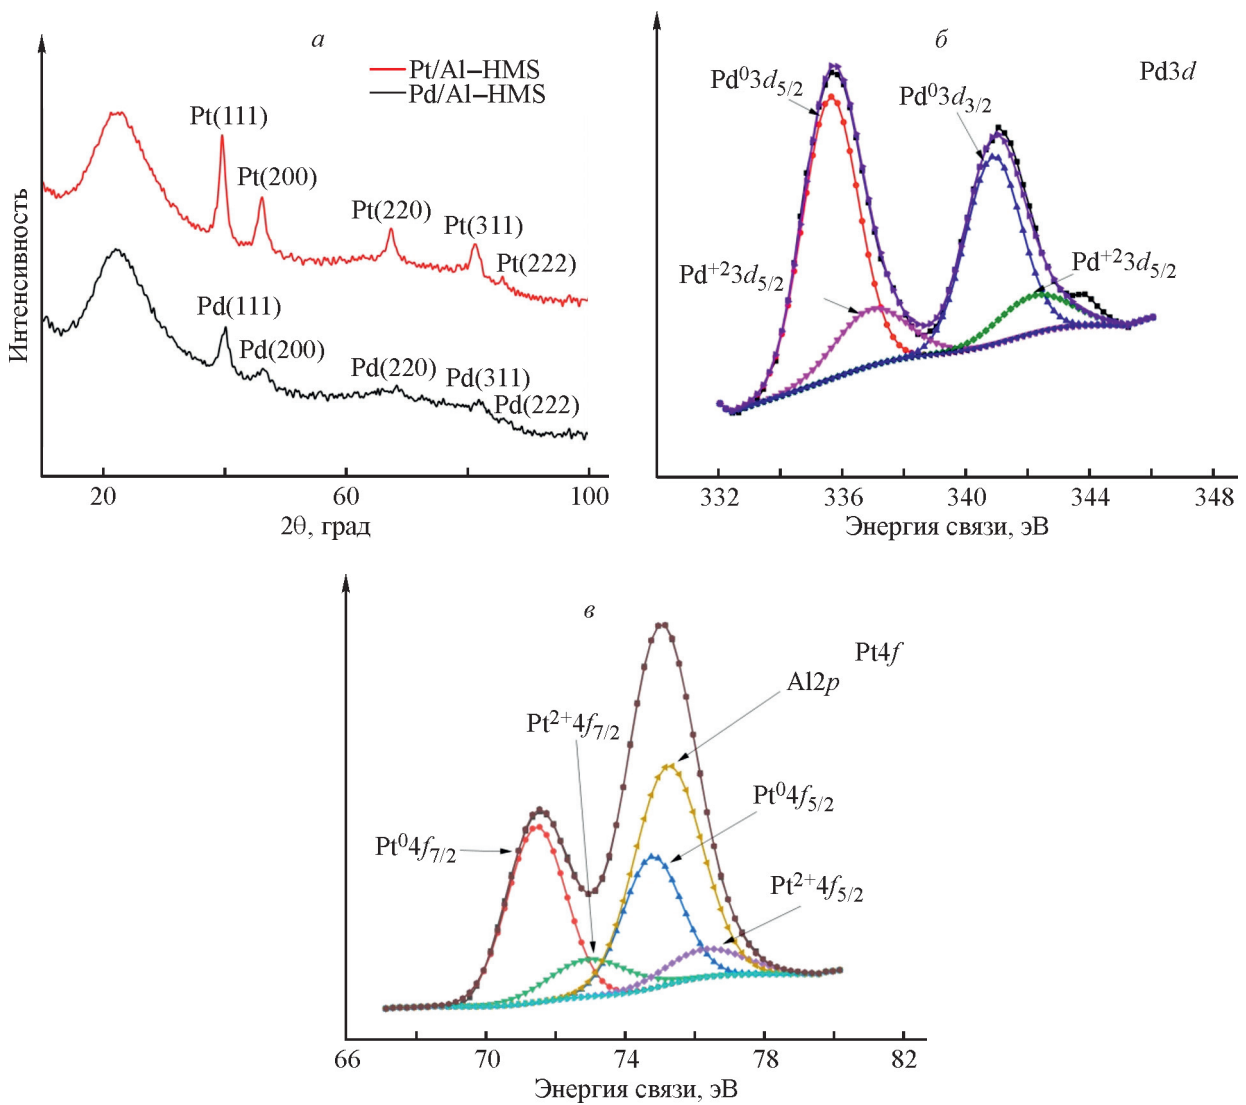 а
Pt/Al–HMS
Pd/Al–HMS
Pt(111)
Pt(200)
Pt(220)
Pt(311)
Pt(222)
Pd(111)
Pd(200)
Pd(220)
Pd(311)
Pd(222)
Интенсивность
20 60 100
2θ, град
б
Pd3d
Pd⁰3d₅/₂
Pd⁰3d₃/₂
Pd⁺²3d₅/₂
Pd⁺²3d₅/₂
332 336 340 344 348
Энергия связи, эВ
в
Pt4f
Al2p
Pt²⁺4f₇/₂
Pt⁰4f₅/₂
Pt⁰4f₇/₂
Pt²⁺4f₅/₂
66 70 74 78 82
Энергия связи, эВ